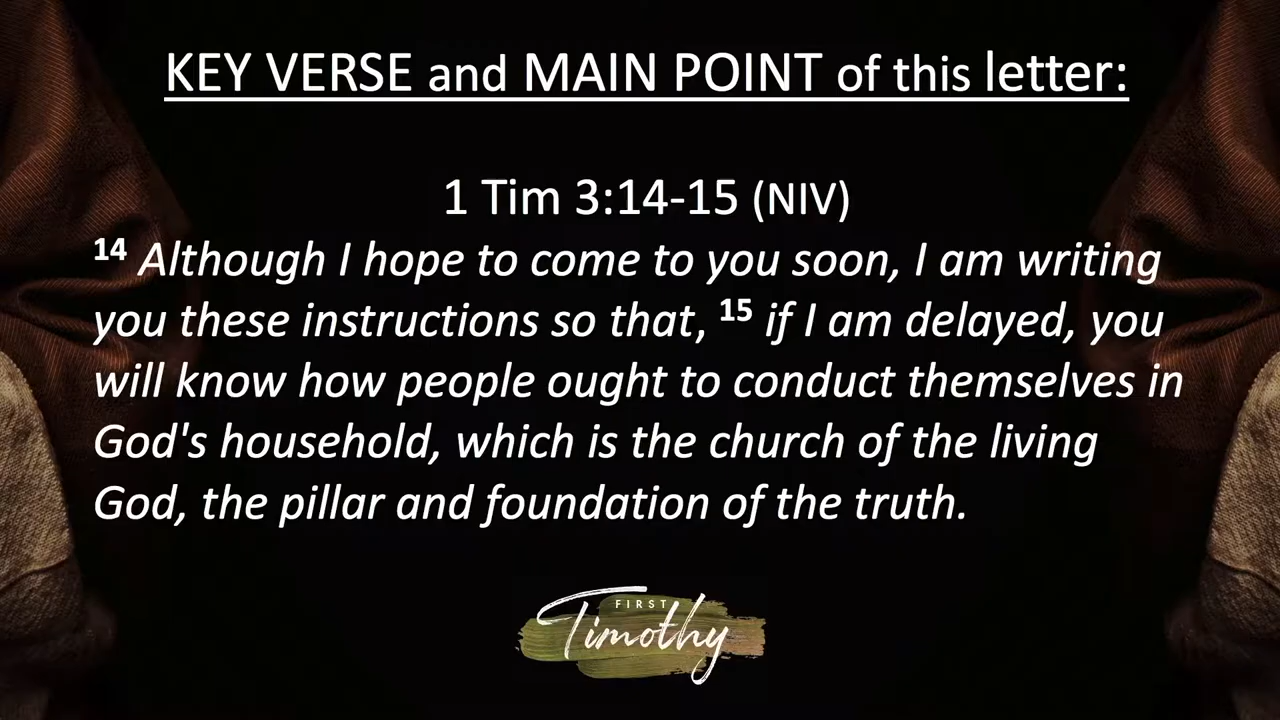 KEY VERSE and MAIN POINT of this letter:
1 Tim 3:14-15 (NIV)
14 Although I hope to come to you soon, I am writing
you these instructions so that, 15 if I am delayed, you
will know how people ought to conduct themselves in
God's household, which is the church of the living
God, the pillar and foundation of the truth.
FIRST
Timothy